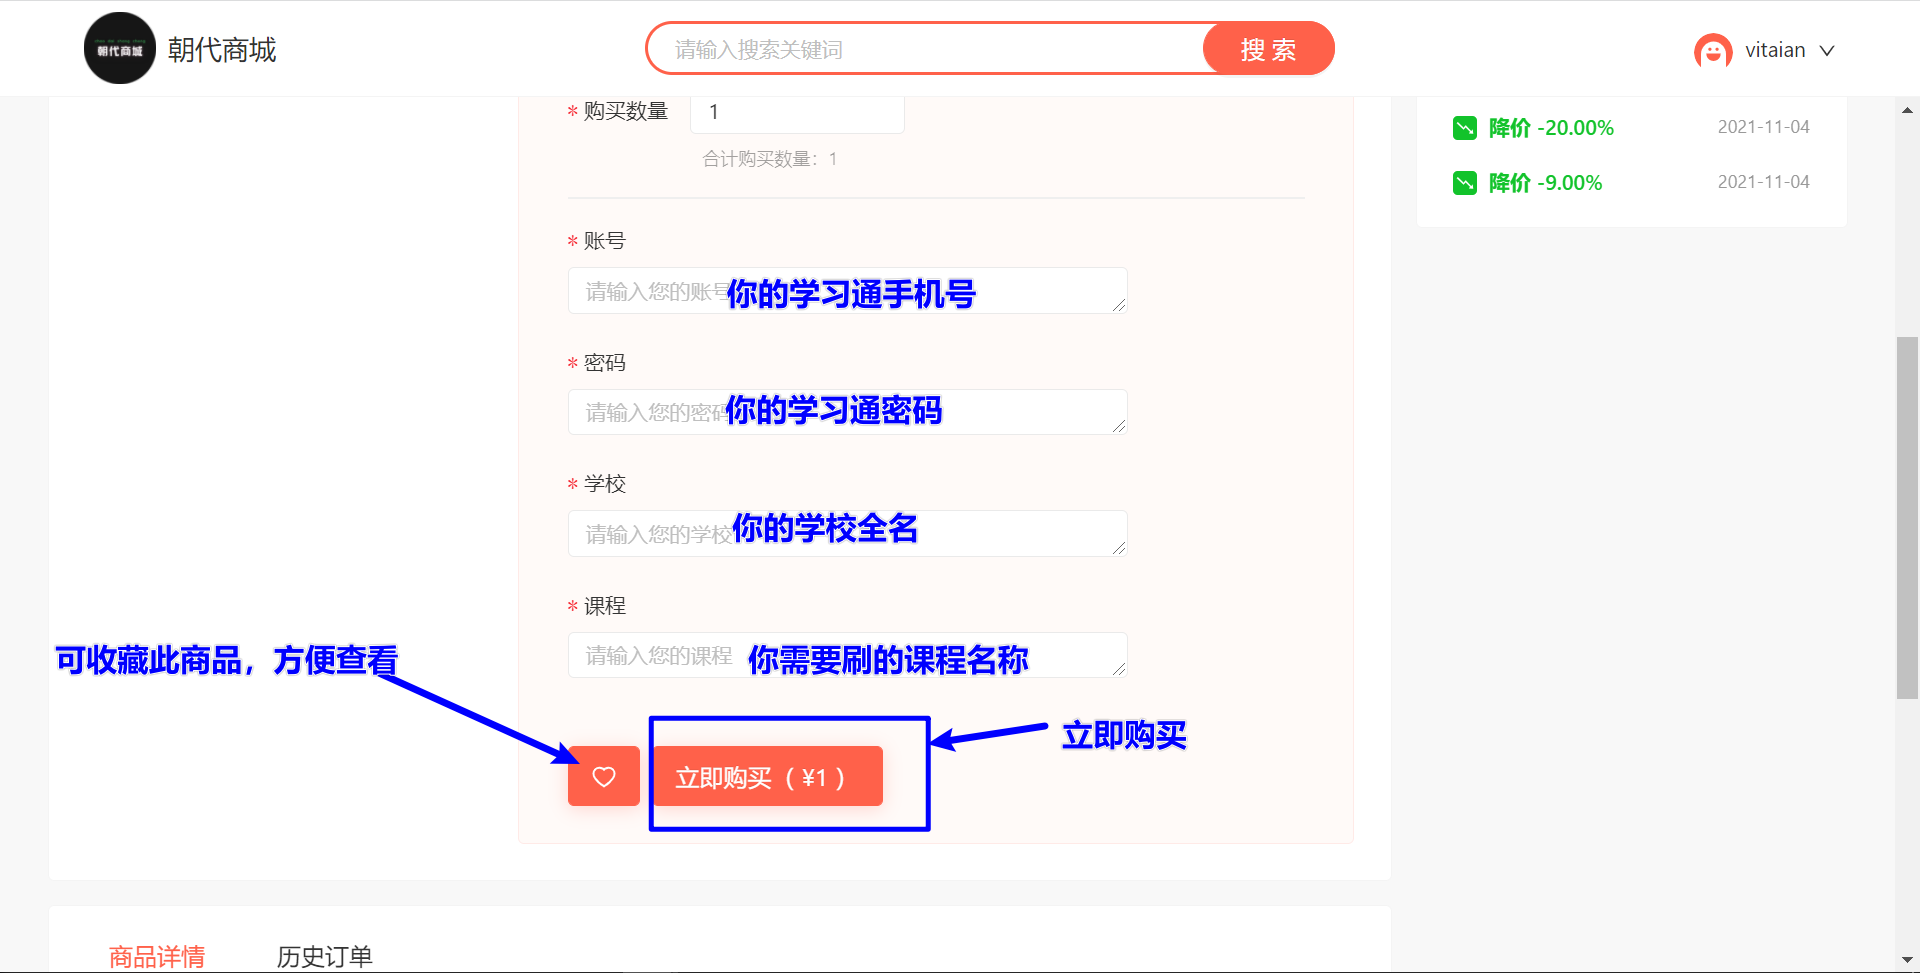 朝代商城
朝代商城
请输入搜索关键词
搜 索
vitaian
* 购买数量
1
合计购买数量：1
降价 -20.00%
2021-11-04
降价 -9.00%
2021-11-04
* 账号
请输入您的账号
你的学习通手机号
* 密码
请输入您的密码
你的学习通密码
* 学校
请输入您的学校
你的学校全名
* 课程
请输入您的课程
你需要刷的课程名称
可收藏此商品，方便查看
立即购买（ ¥1 ）
立即购买
商品详情
历史订单